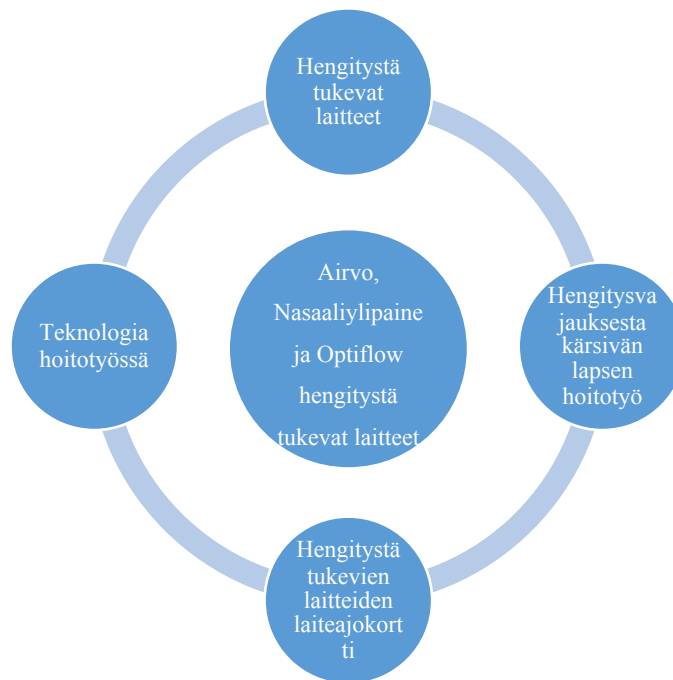 Hengitystä
tukevat
laitteet
Teknologia
hoitotyössä
Airvo,
Nasaaliylipaine
ja Optiflow
hengitystä
tukevat laitteet
Hengitysva
jauksesta
kärsivän
lapsen
hoitotyö
Hengitystä
tukevien
laitteiden
laiteajokort
ti